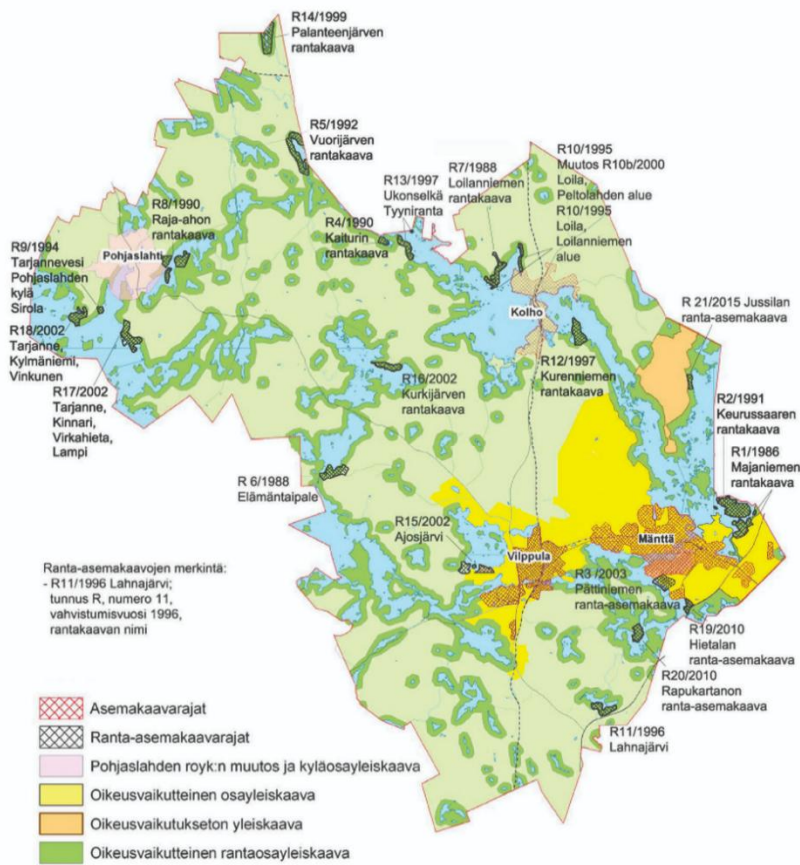 R14/1999
Palanteenjärven
rantakaava
R5/1992
Vuorijärven
rantakaava
R10/1995
Muutos R10b/2000
Loila,
Peltolahden alue
R10/1995
Loila,
Loilanniemen
alue
R7/1988
Loilanniemen
rantakaava
R13/1997
Ukonselkä
Tyyniranta
R8/1990
Raja-ahon
rantakaava
R4/1990
Kaiturin
rantakaava
R9/1994
Tarjannevesi
Pohjaslahden
kylä
Sirola
Pohjaslahti
Kolho
R 21/2015 Jussilan
ranta-asemakaava
R18/2002
Tarjanne,
Kylmäniemi,
Vinkunen
R17/2002
Tarjanne,
Kinnari,
Virkahieta,
Lampi
R16/2002
Kurkijärven
rantakaava
R12/1997
Kurenniemen
rantakaava
R2/1991
Keurussaaren
rantakaava
R1/1986
Majaniemen
rantakaava
R 6/1988
Elämäntaipale
R15/2002
Ajosjärvi
Vilppula
Mänttä
R3 /2003
Pättiniemen
ranta-asemakaava
R19/2010
Hietalan
ranta-asemakaava
R20/2010
Rapukartanon
ranta-asemakaava
R11/1996
Lahnajärvi
Ranta-asemakaavojen merkintä:
- R11/1996 Lahnajärvi;
tunnus R, numero 11,
vahvistumisvuosi 1996,
rantakaavan nimi
Asemakaavarajat
Ranta-asemakaavarajat
Pohjaslahden royk:n muutos ja kyläosayleiskaava
Oikeusvaikutteinen osayleiskaava
Oikeusvaikutukseton yleiskaava
Oikeusvaikutteinen rantaosayleiskaava